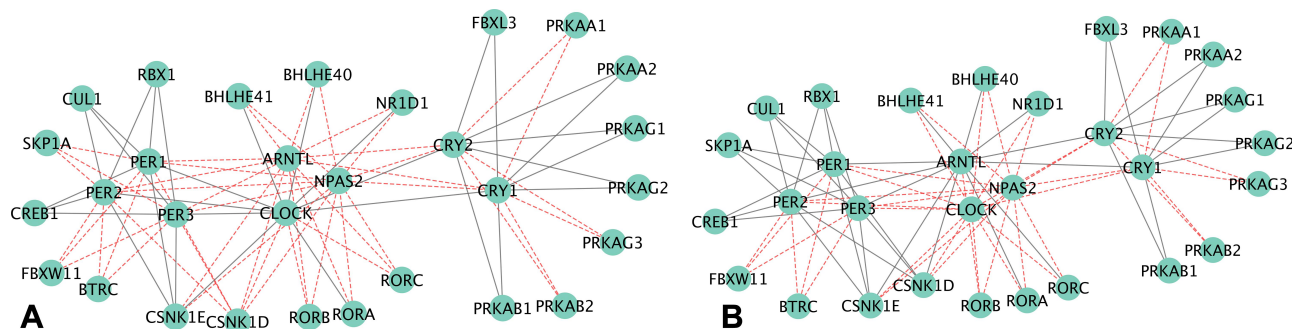 FBXL3
PRKAA1
RBX1
BHLHE40
PRKAA2
CUL1
BHLHE41
NR1D1
PRKAG1
SKP1A
PER1
ARNTL
CRY2
NPAS2
PER2
CRY1
PRKAG2
CREB1
PER3
CLOCK
PRKAG3
FBXW11
BTRC
RORC
CSNK1E
CSNK1D
RORB
RORA
PRKAB1
PRKAB2
A
FBXL3
PRKAA1
PRKAA2
BHLHE40
RBX1
BHLHE41
NR1D1
PRKAG1
CUL1
CRY2
PRKAG2
SKP1A
PER1
ARNTL
CRY1
PRKAG3
NPAS2
PER2
PER3
CLOCK
CREB1
PRKAB2
PRKAB1
FBXW11
CSNK1D
RORC
BTRC
CSNK1E
RORB
RORA
B